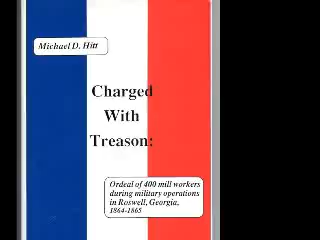 Michael D. Hitt
Charged
With
Treason:
Ordeal of 400 mill workers
during military operations
in Roswell, Georgia,
1864-1865